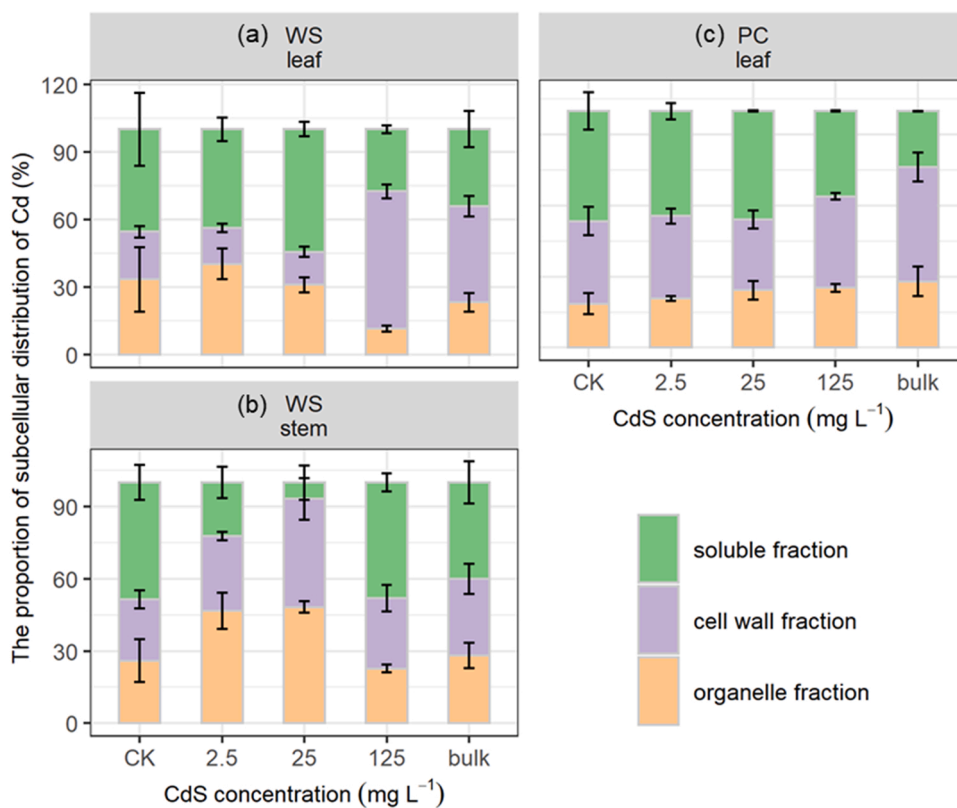 The proportion of subcellular distribution of Cd (%)
(a) WS
leaf
120
90
60
30
0
(b) WS
stem
90
60
30
0
CK 2.5 25 125 bulk
CdS concentration (mg L⁻¹)
(c) PC
leaf
CK 2.5 25 125 bulk
CdS concentration (mg L⁻¹)
soluble fraction
cell wall fraction
organelle fraction